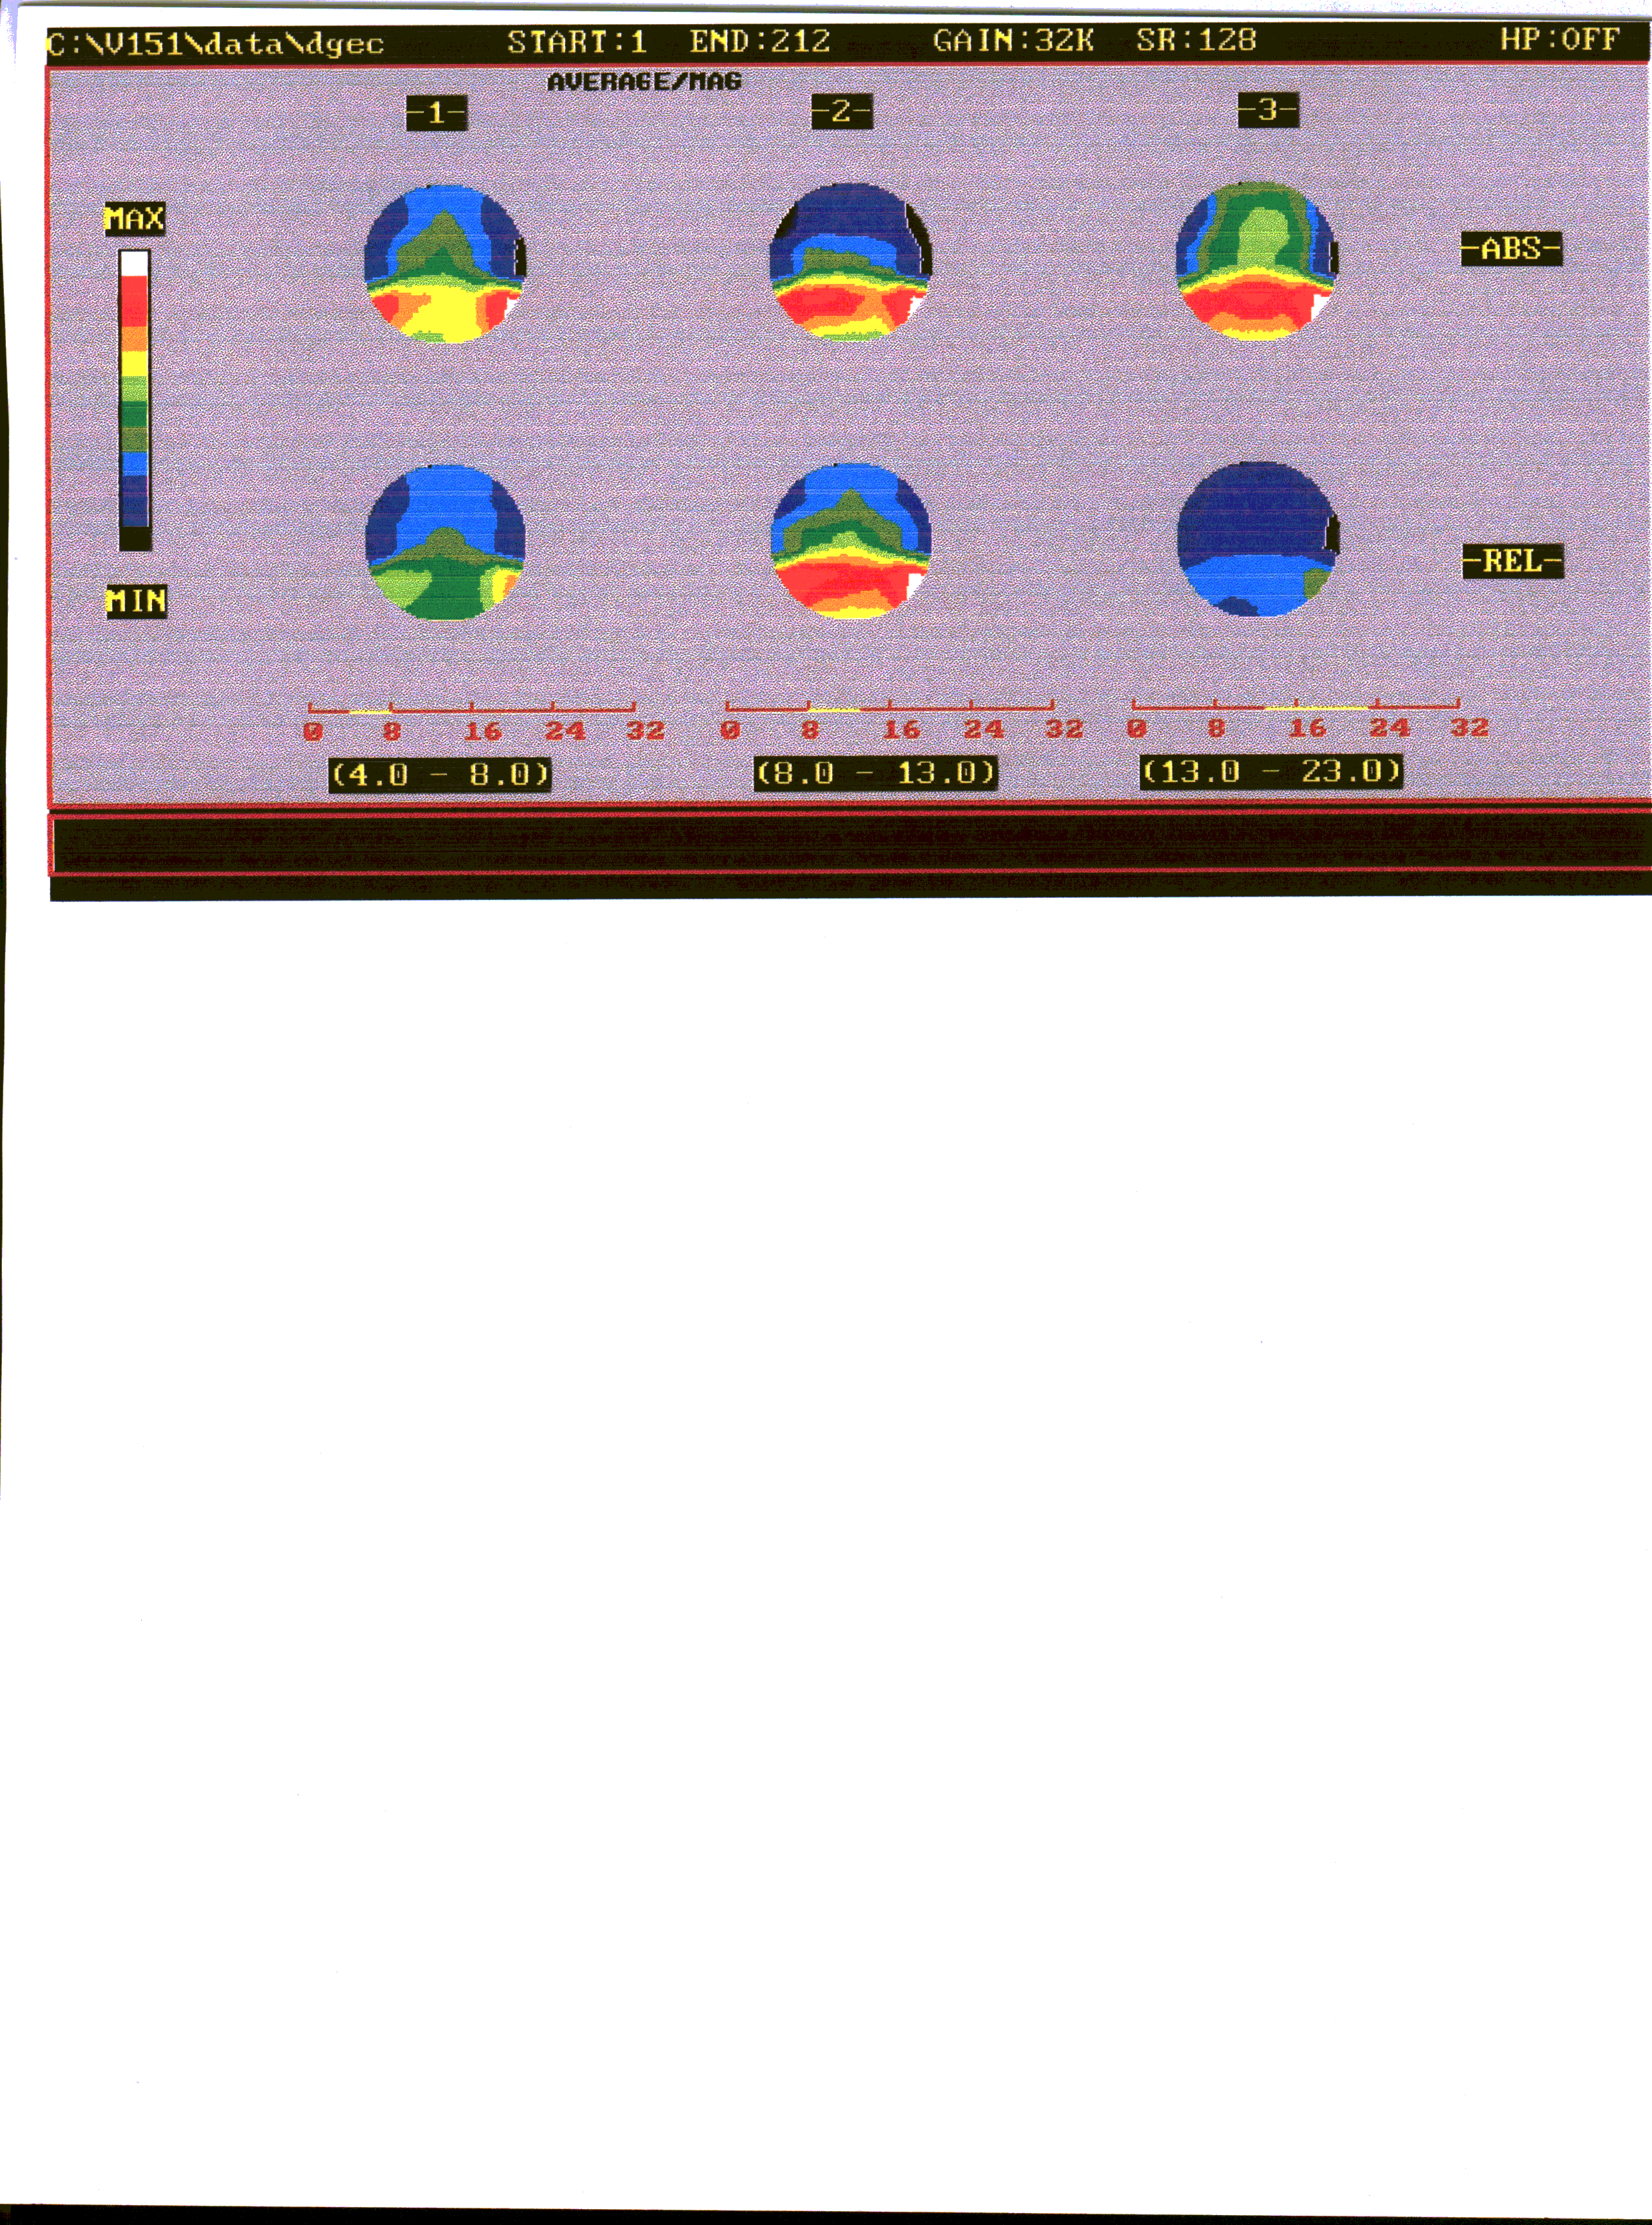 C:\V151\data\dgec START:1 END:212 GAIN:32K SR:128 HP:OFF
AVERAGE/MAG
-1- -2- -3-
MAX
-ABS-
MIN
-REL-
0 8 16 24 32 0 8 16 24 32 0 8 16 24 32
(4.0 - 8.0) (8.0 - 13.0) (13.0 - 23.0)